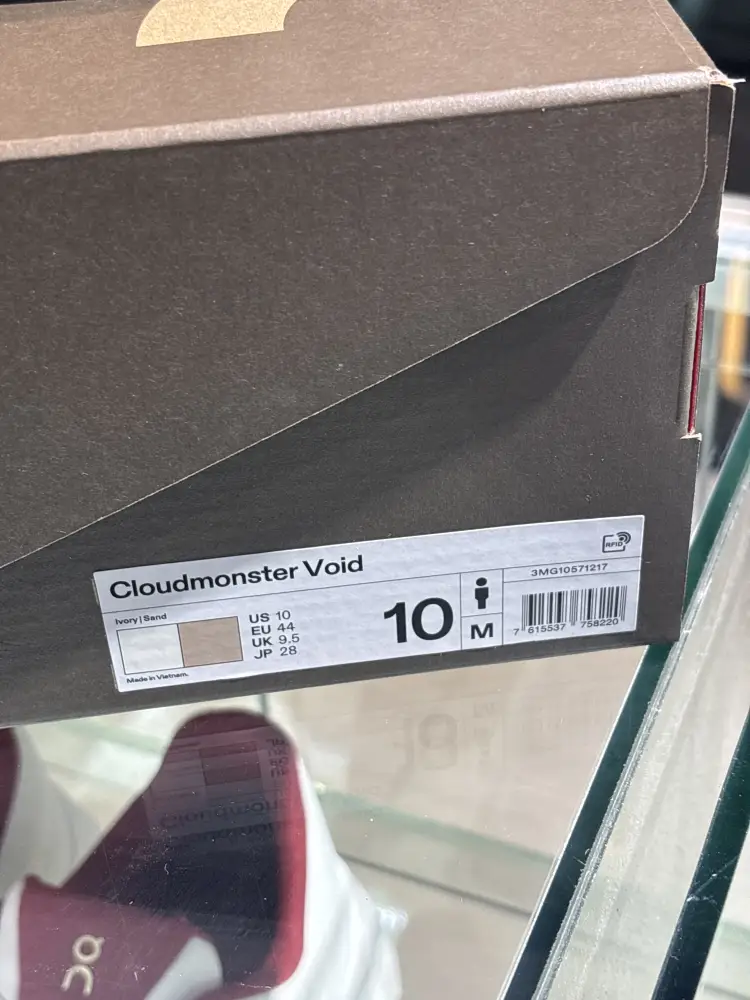 Cloudmonster Void
RFID
Ivory | Sand
US 10
EU 44
UK 9.5
JP 28
Made in Vietnam.
10
M
3MG10571217
7 615537 758220